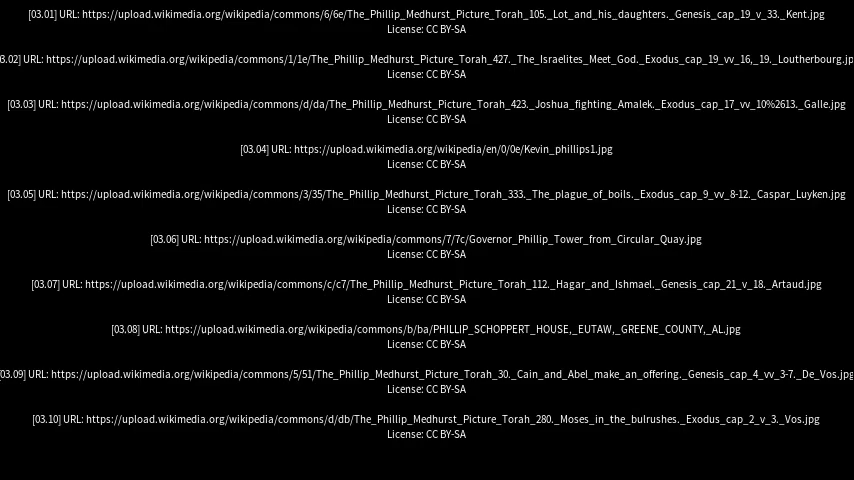 [03.01] URL: https://upload.wikimedia.org/wikipedia/commons/6/6e/The_Phillip_Medhurst_Picture_Torah_105._Lot_and_his_daughters._Genesis_cap_19_v_33._Kent.jpg
License: CC BY-SA
3.02] URL: https://upload.wikimedia.org/wikipedia/commons/1/1e/The_Phillip_Medhurst_Picture_Torah_427._The_Israelites_Meet_God._Exodus_cap_19_vv_16,_19._Loutherbourg.jp
License: CC BY-SA
[03.03] URL: https://upload.wikimedia.org/wikipedia/commons/d/da/The_Phillip_Medhurst_Picture_Torah_423._Joshua_fighting_Amalek._Exodus_cap_17_vv_10%2613._Galle.jpg
License: CC BY-SA
[03.04] URL: https://upload.wikimedia.org/wikipedia/en/0/0e/Kevin_phillips1.jpg
License: CC BY-SA
[03.05] URL: https://upload.wikimedia.org/wikipedia/commons/3/35/The_Phillip_Medhurst_Picture_Torah_333._The_plague_of_boils._Exodus_cap_9_vv_8-12._Caspar_Luyken.jpg
License: CC BY-SA
[03.06] URL: https://upload.wikimedia.org/wikipedia/commons/7/7c/Governor_Phillip_Tower_from_Circular_Quay.jpg
License: CC BY-SA
[03.07] URL: https://upload.wikimedia.org/wikipedia/commons/c/c7/The_Phillip_Medhurst_Picture_Torah_112._Hagar_and_Ishmael._Genesis_cap_21_v_18._Artaud.jpg
License: CC BY-SA
[03.08] URL: https://upload.wikimedia.org/wikipedia/commons/b/ba/PHILLIP_SCHOPPERT_HOUSE,_EUTAW,_GREENE_COUNTY,_AL.jpg
License: CC BY-SA
03.09] URL: https://upload.wikimedia.org/wikipedia/commons/5/51/The_Phillip_Medhurst_Picture_Torah_30._Cain_and_Abel_make_an_offering._Genesis_cap_4_vv_3-7._De_Vos.jpg
License: CC BY-SA
[03.10] URL: https://upload.wikimedia.org/wikipedia/commons/d/db/The_Phillip_Medhurst_Picture_Torah_280._Moses_in_the_bulrushes._Exodus_cap_2_v_3._Vos.jpg
License: CC BY-SA